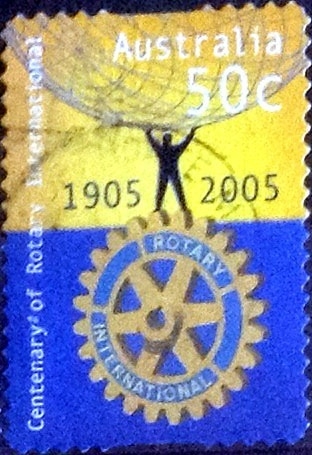 Australia
50c
1905 2005
Centenary of Rotary International
ROTARY
INTERNATIONAL